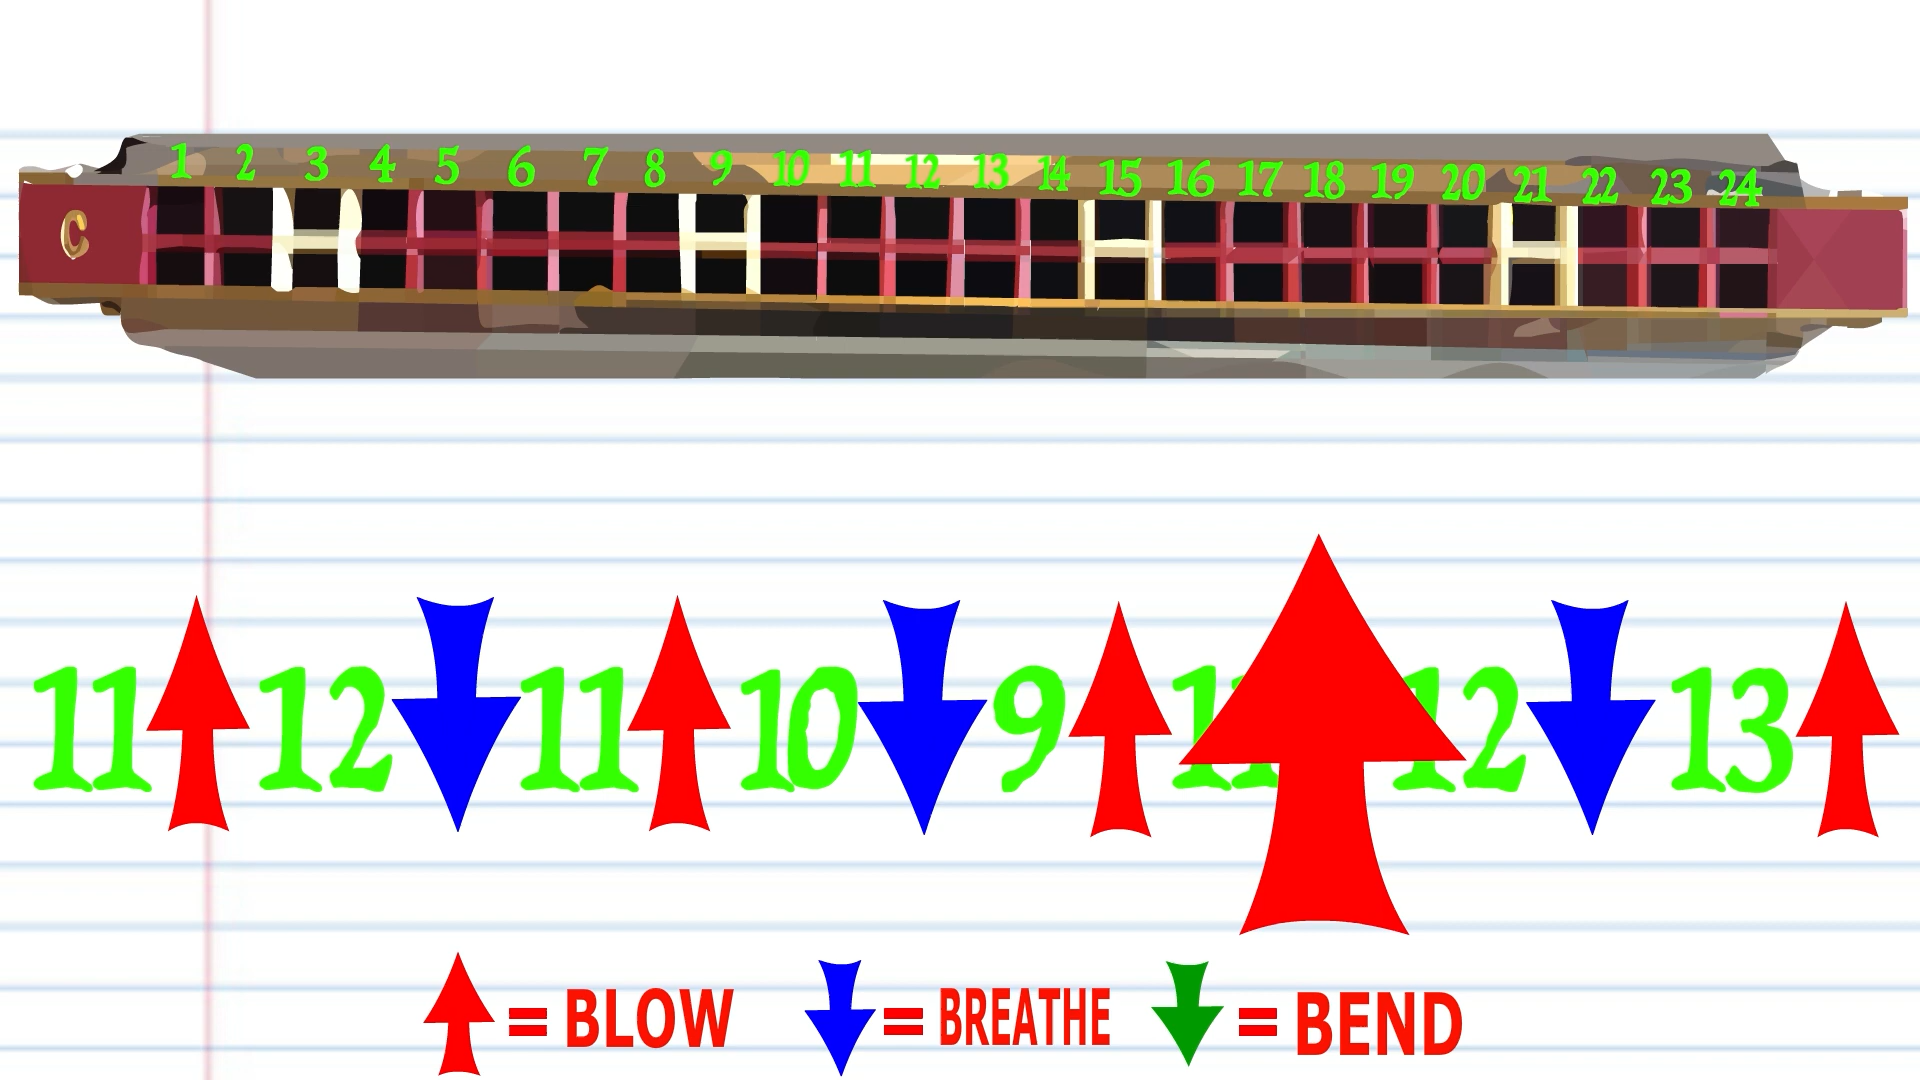 1 2 3 4 5 6 7 8 9 10 11 12 13 14 15 16 17 18 19 20 21 22 23 24
C
11 12 11 10 9 11 12 13
= BLOW = BREATHE = BEND